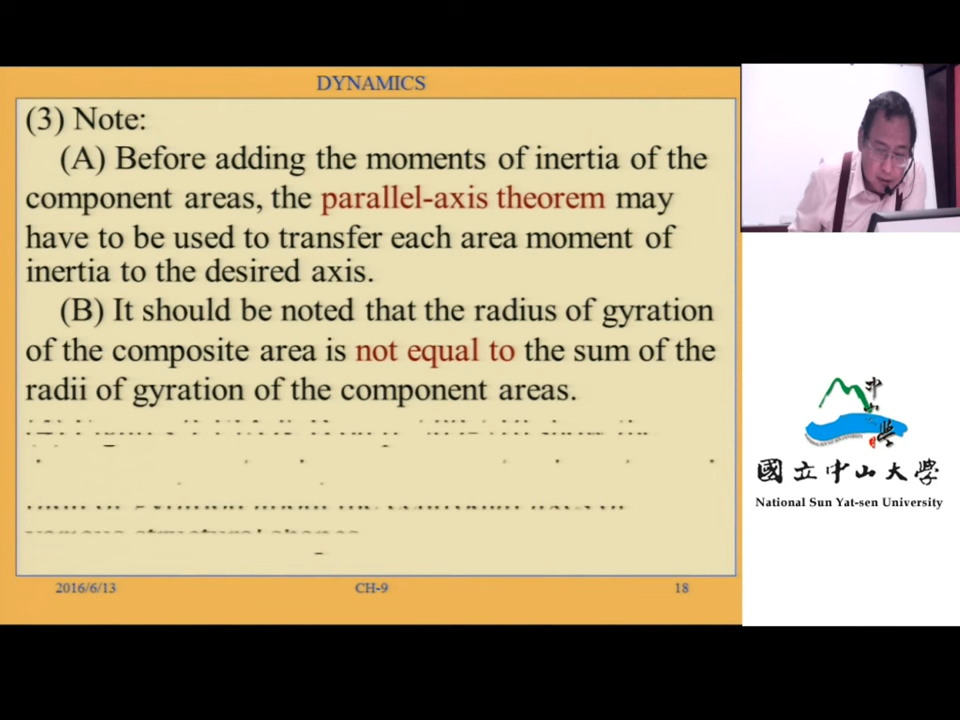 DYNAMICS
(3) Note:
(A) Before adding the moments of inertia of the
component areas, the parallel-axis theorem may
have to be used to transfer each area moment of
inertia to the desired axis.
(B) It should be noted that the radius of gyration
of the composite area is not equal to the sum of the
radii of gyration of the component areas.
2016/6/13
CH-9
18
國立中山大學
National Sun Yat-sen University